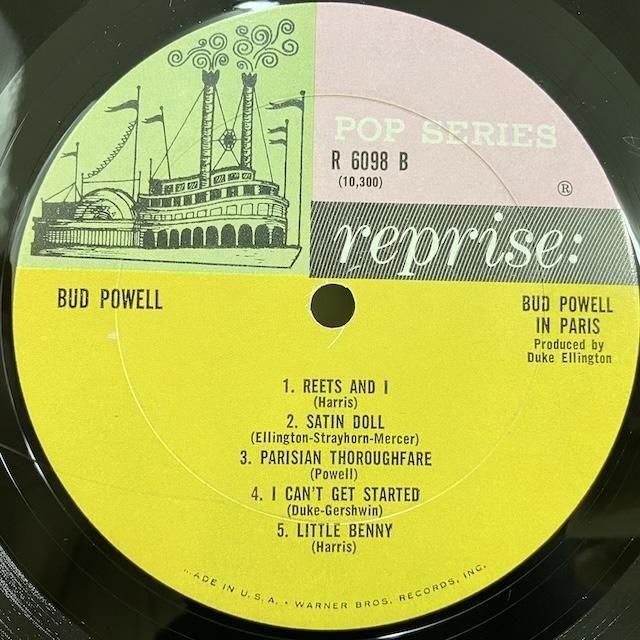 POP SERIES
R 6098 B
(10,300)
®
reprise:
BUD POWELL
BUD POWELL
IN PARIS
Produced by
Duke Ellington
1. REETS AND I
(Harris)
2. SATIN DOLL
(Ellington-Strayhorn-Mercer)
3. PARISIAN THOROUGHFARE
(Powell)
4. I CAN'T GET STARTED
(Duke-Gershwin)
5. LITTLE BENNY
(Harris)
MADE IN U.S.A. • WARNER BROS. RECORDS, INC.